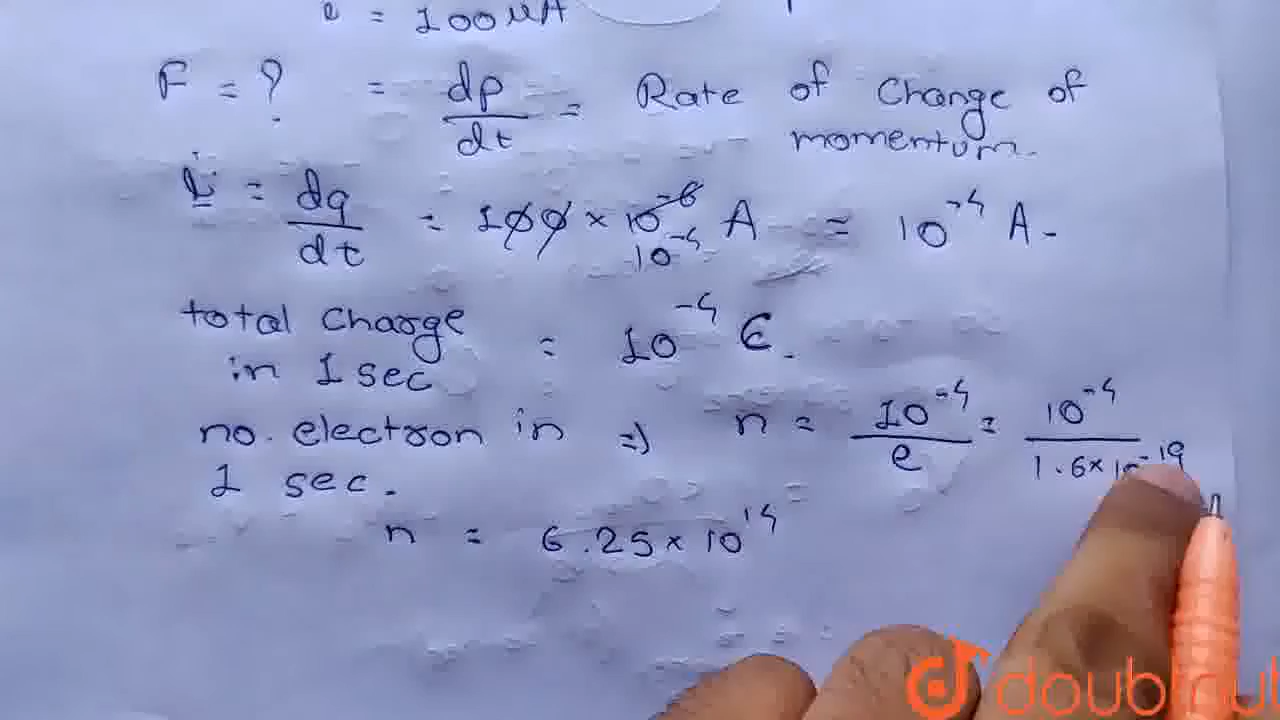 i = 100 μA
F = ? = dp/dt = Rate of change of momentum.
i = dq/dt = 100 × 10^-6 A = 10^-4 A.
10^-4
total charge in 1 sec = 10^-4 C.
no. electron in 1 sec. => n = 10^-4/e = 10^-4/1.6×10^-19
n = 6.25 × 10^14
doubtnut